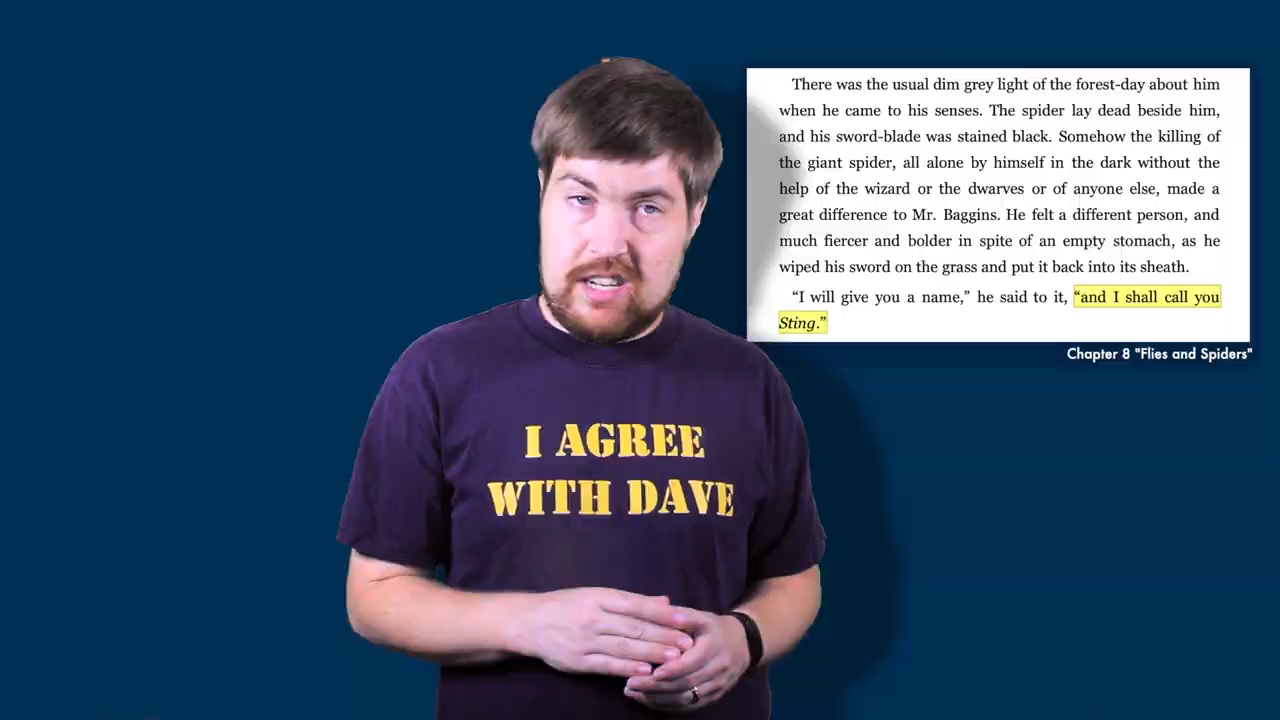 There was the usual dim grey light of the forest-day about him
when he came to his senses. The spider lay dead beside him,
and his sword-blade was stained black. Somehow the killing of
the giant spider, all alone by himself in the dark without the
help of the wizard or the dwarves or of anyone else, made a
great difference to Mr. Baggins. He felt a different person, and
much fiercer and bolder in spite of an empty stomach, as he
wiped his sword on the grass and put it back into its sheath.
“I will give you a name,” he said to it, “and I shall call you
Sting.”
Chapter 8 "Flies and Spiders"
I AGREE
WITH DAVE